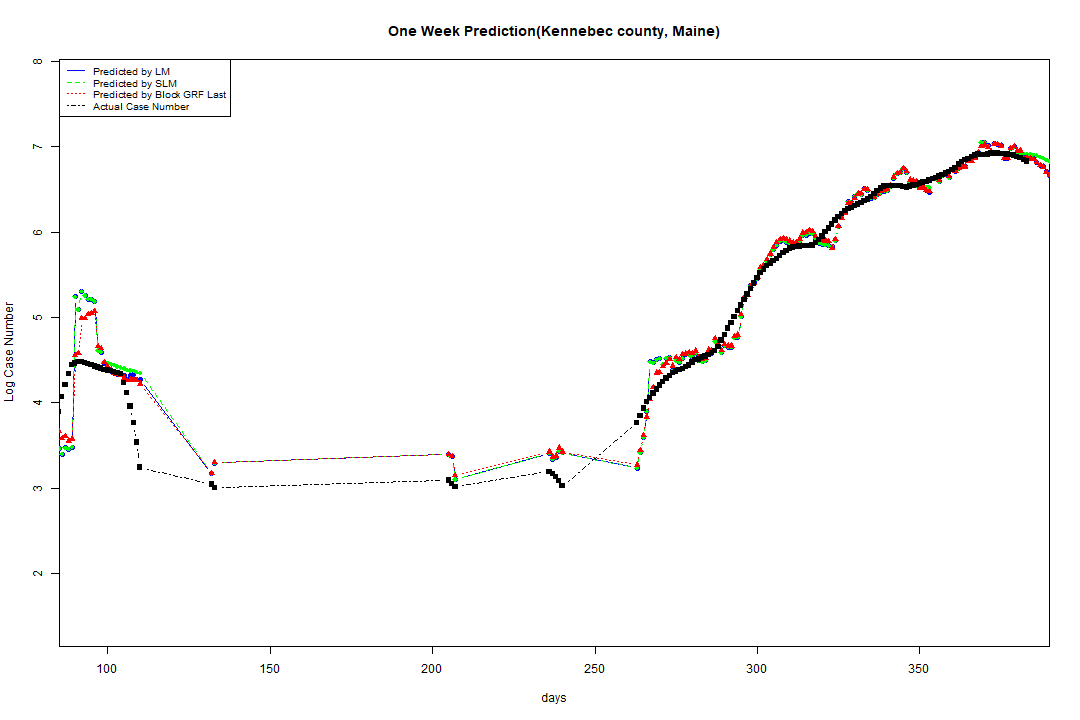 One Week Prediction(Kennebec county, Maine)
Predicted by LM
Predicted by SLM
Predicted by Block GRF Last
Actual Case Number
8
7
6
5
4
3
2
Log Case Number
100 150 200 250 300 350
days